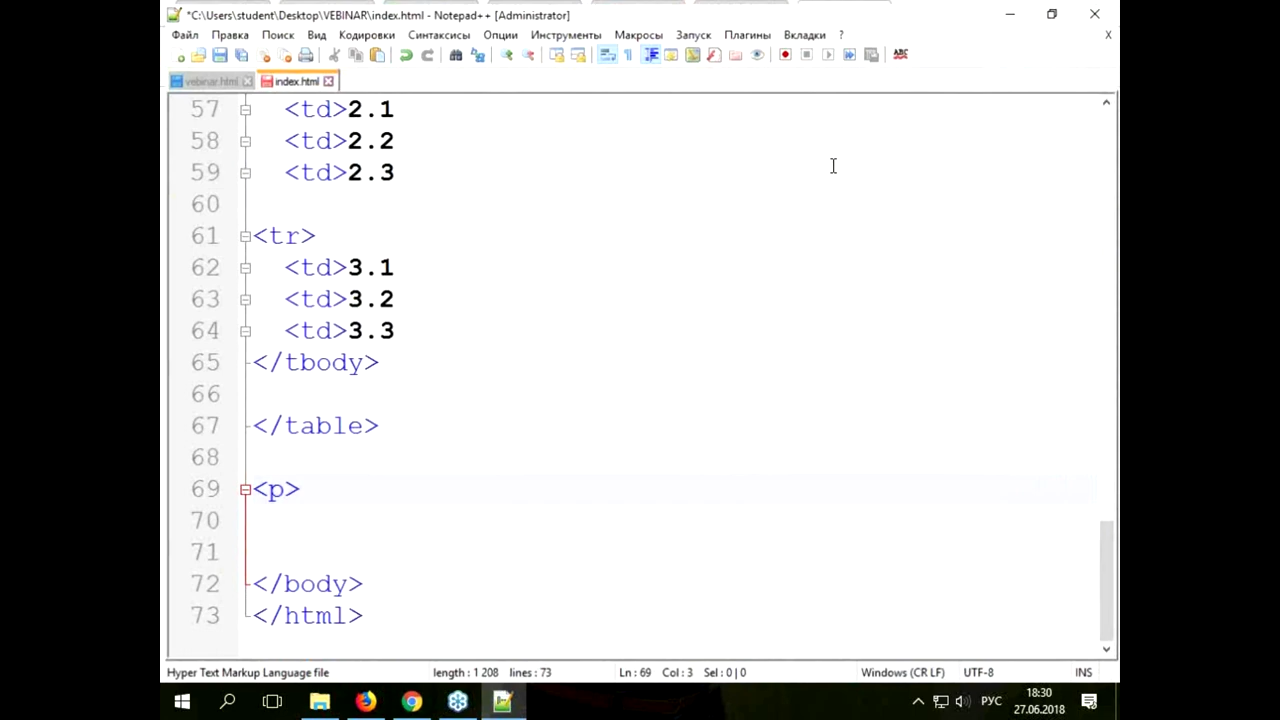 *C:\Users\student\Desktop\VEBINAR\index.html - Notepad++ [Administrator]
Файл Правка Поиск Вид Кодировки Синтаксисы Опции Инструменты Макросы Запуск Плагины Вкладки ? X
vebinar.html index.html
57 <td>2.1
58 <td>2.2
59 <td>2.3
60
61 <tr>
62 <td>3.1
63 <td>3.2
64 <td>3.3
65 </tbody>
66
67 </table>
68
69 <p>
70
71
72 </body>
73 </html>
Hyper Text Markup Language file length : 1 208 lines : 73 Ln : 69 Col : 3 Sel : 0 | 0 Windows (CR LF) UTF-8 INS
РУС 18:30
27.06.2018